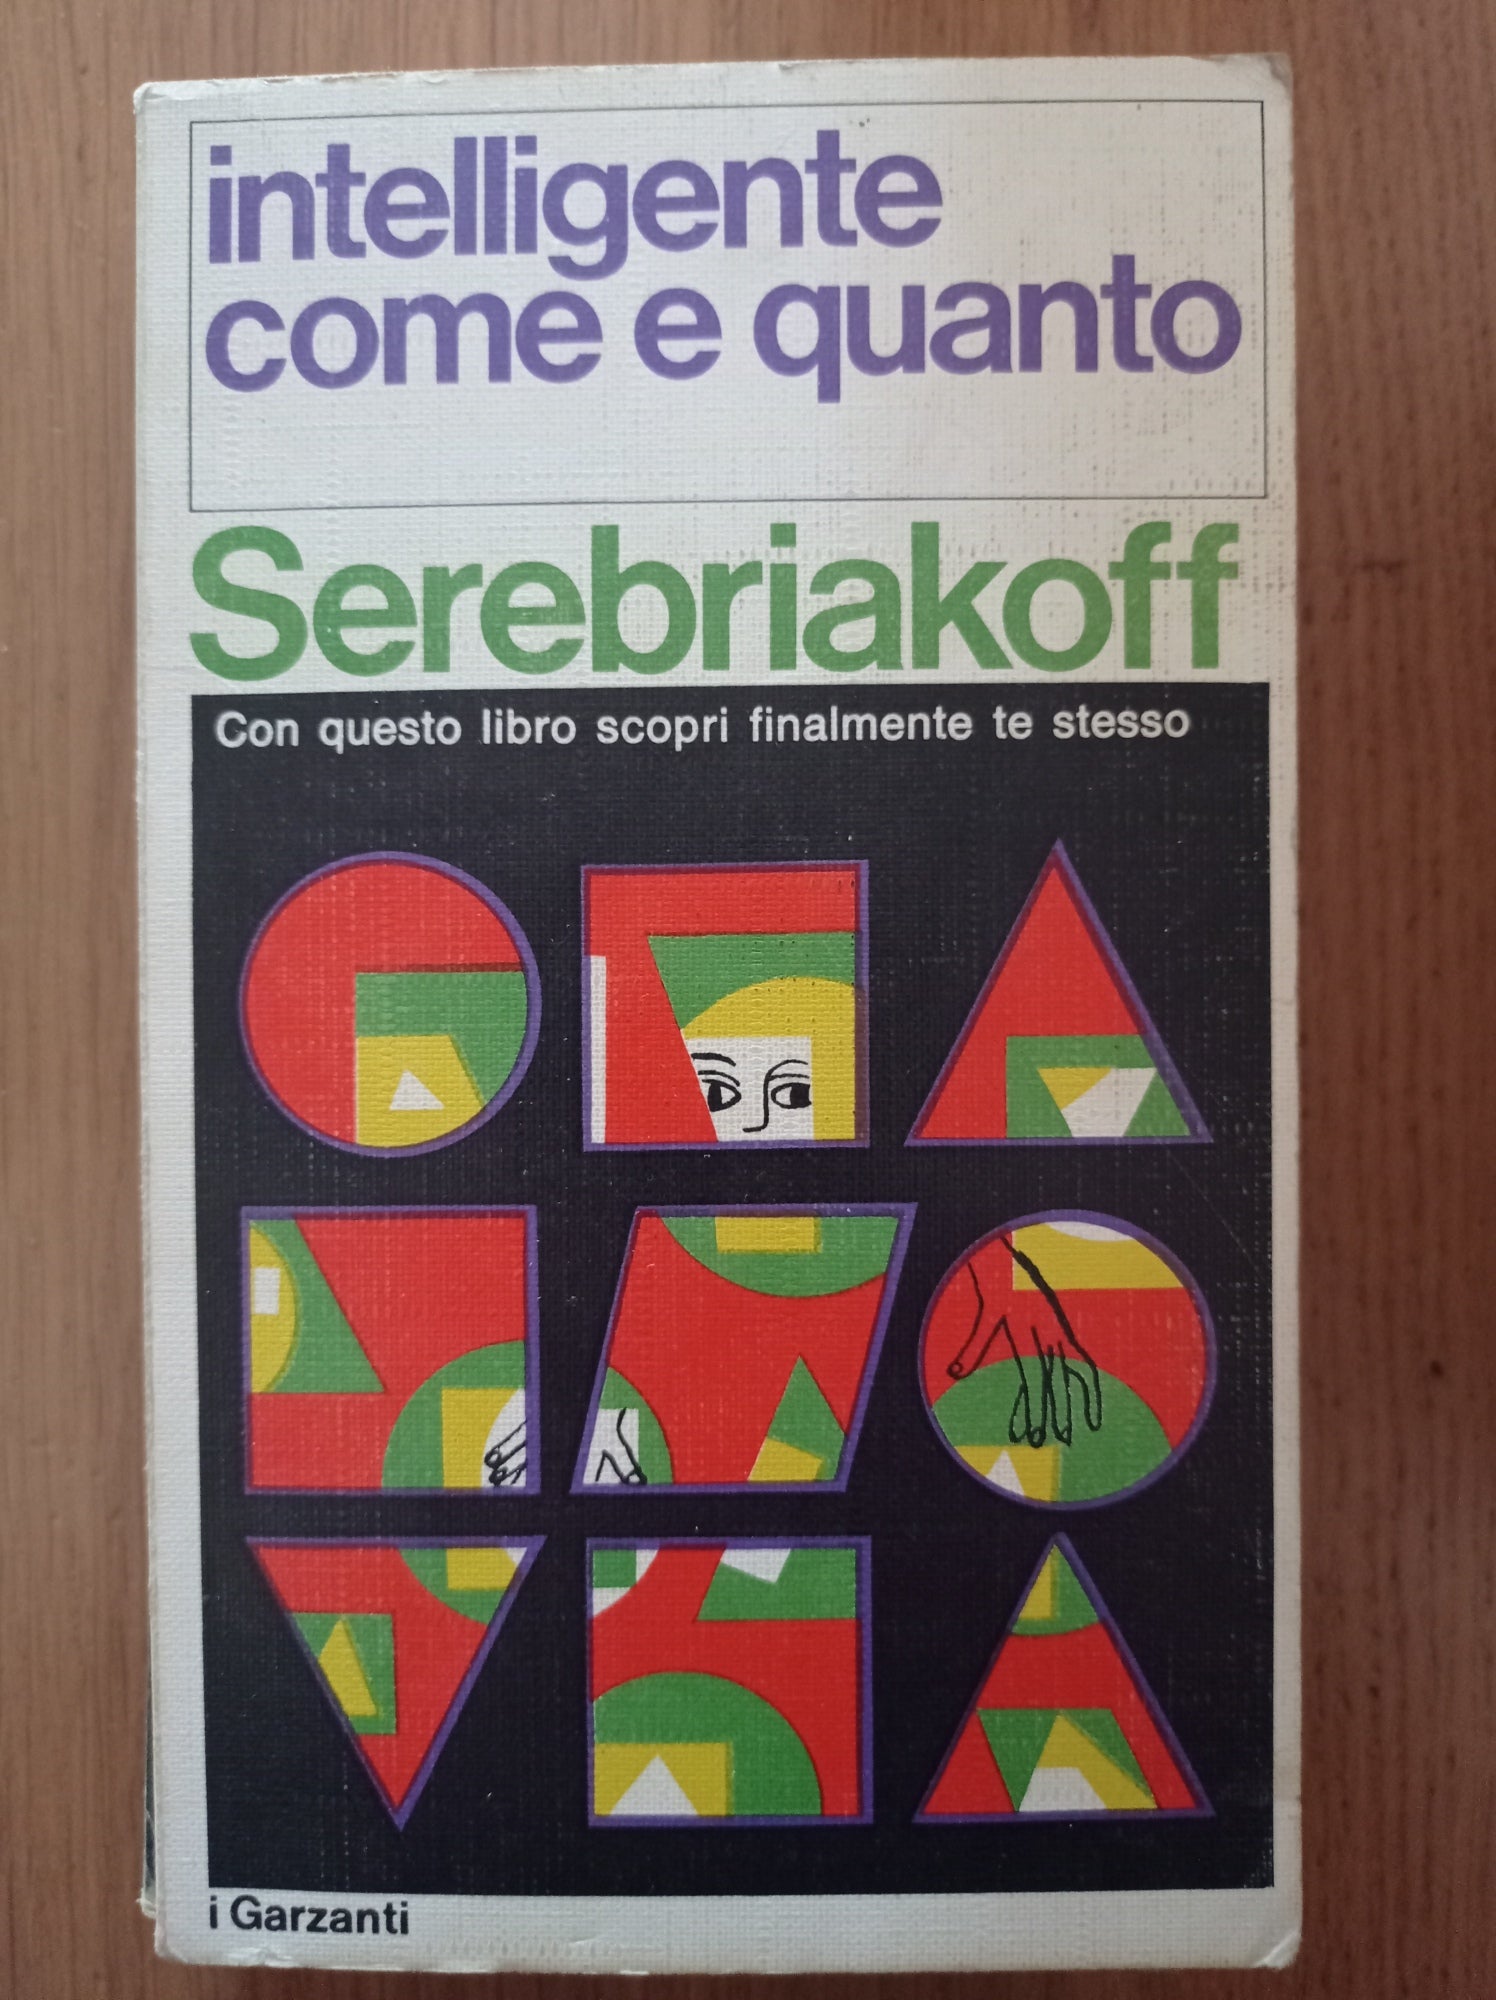 intelligente
come e quanto
Serebriakoff
Con questo libro scopri finalmente te stesso
i Garzanti